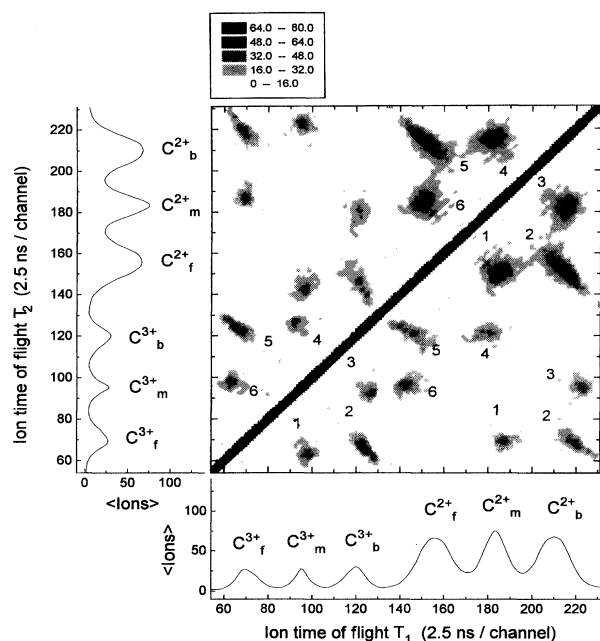 64.0 -- 80.0
48.0 -- 64.0
32.0 -- 48.0
16.0 -- 32.0
0 -- 16.0
Ion time of flight T2 (2.5 ns / channel)
220
200
180
160
140
120
100
80
60
C2+b
C2+m
C2+f
C3+b
C3+m
C3+f
0 50 100
<Ions>
5 4 3
6 1 2
5 4 3 5 4
6 2 6 3
1 1 2
<Ions>
75
50
25
0
C3+f C3+m C3+b C2+f C2+m C2+b
60 80 100 120 140 160 180 200 220
Ion time of flight T1 (2.5 ns / channel)